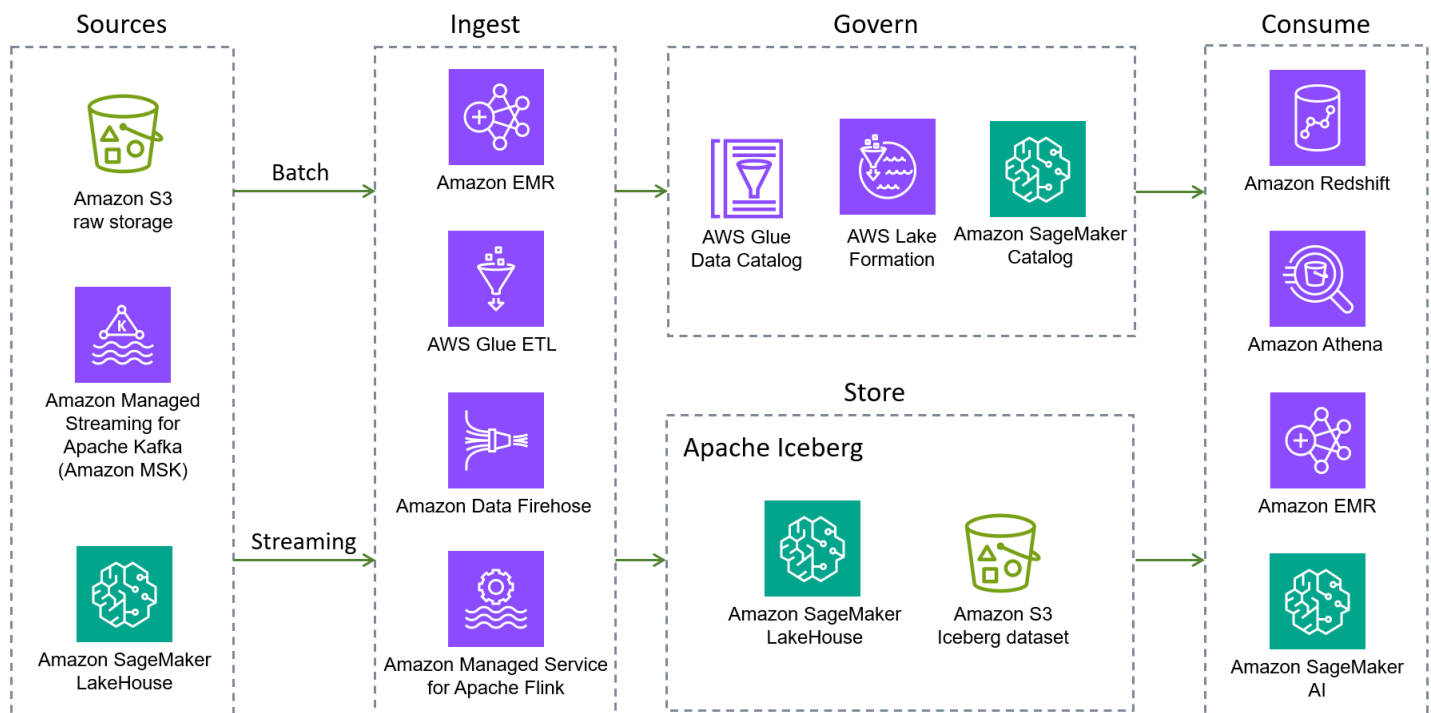 Sources
Amazon S3
raw storage
K
Amazon Managed
Streaming for
Apache Kafka
(Amazon MSK)
Amazon SageMaker
LakeHouse
Batch
Streaming
Ingest
Amazon EMR
AWS Glue ETL
Amazon Data Firehose
Amazon Managed Service
for Apache Flink
Govern
AWS Glue
Data Catalog
AWS Lake
Formation
Amazon SageMaker
Catalog
Store
Apache Iceberg
Amazon SageMaker
LakeHouse
Amazon S3
Iceberg dataset
Consume
Amazon Redshift
Amazon Athena
Amazon EMR
Amazon SageMaker
AI